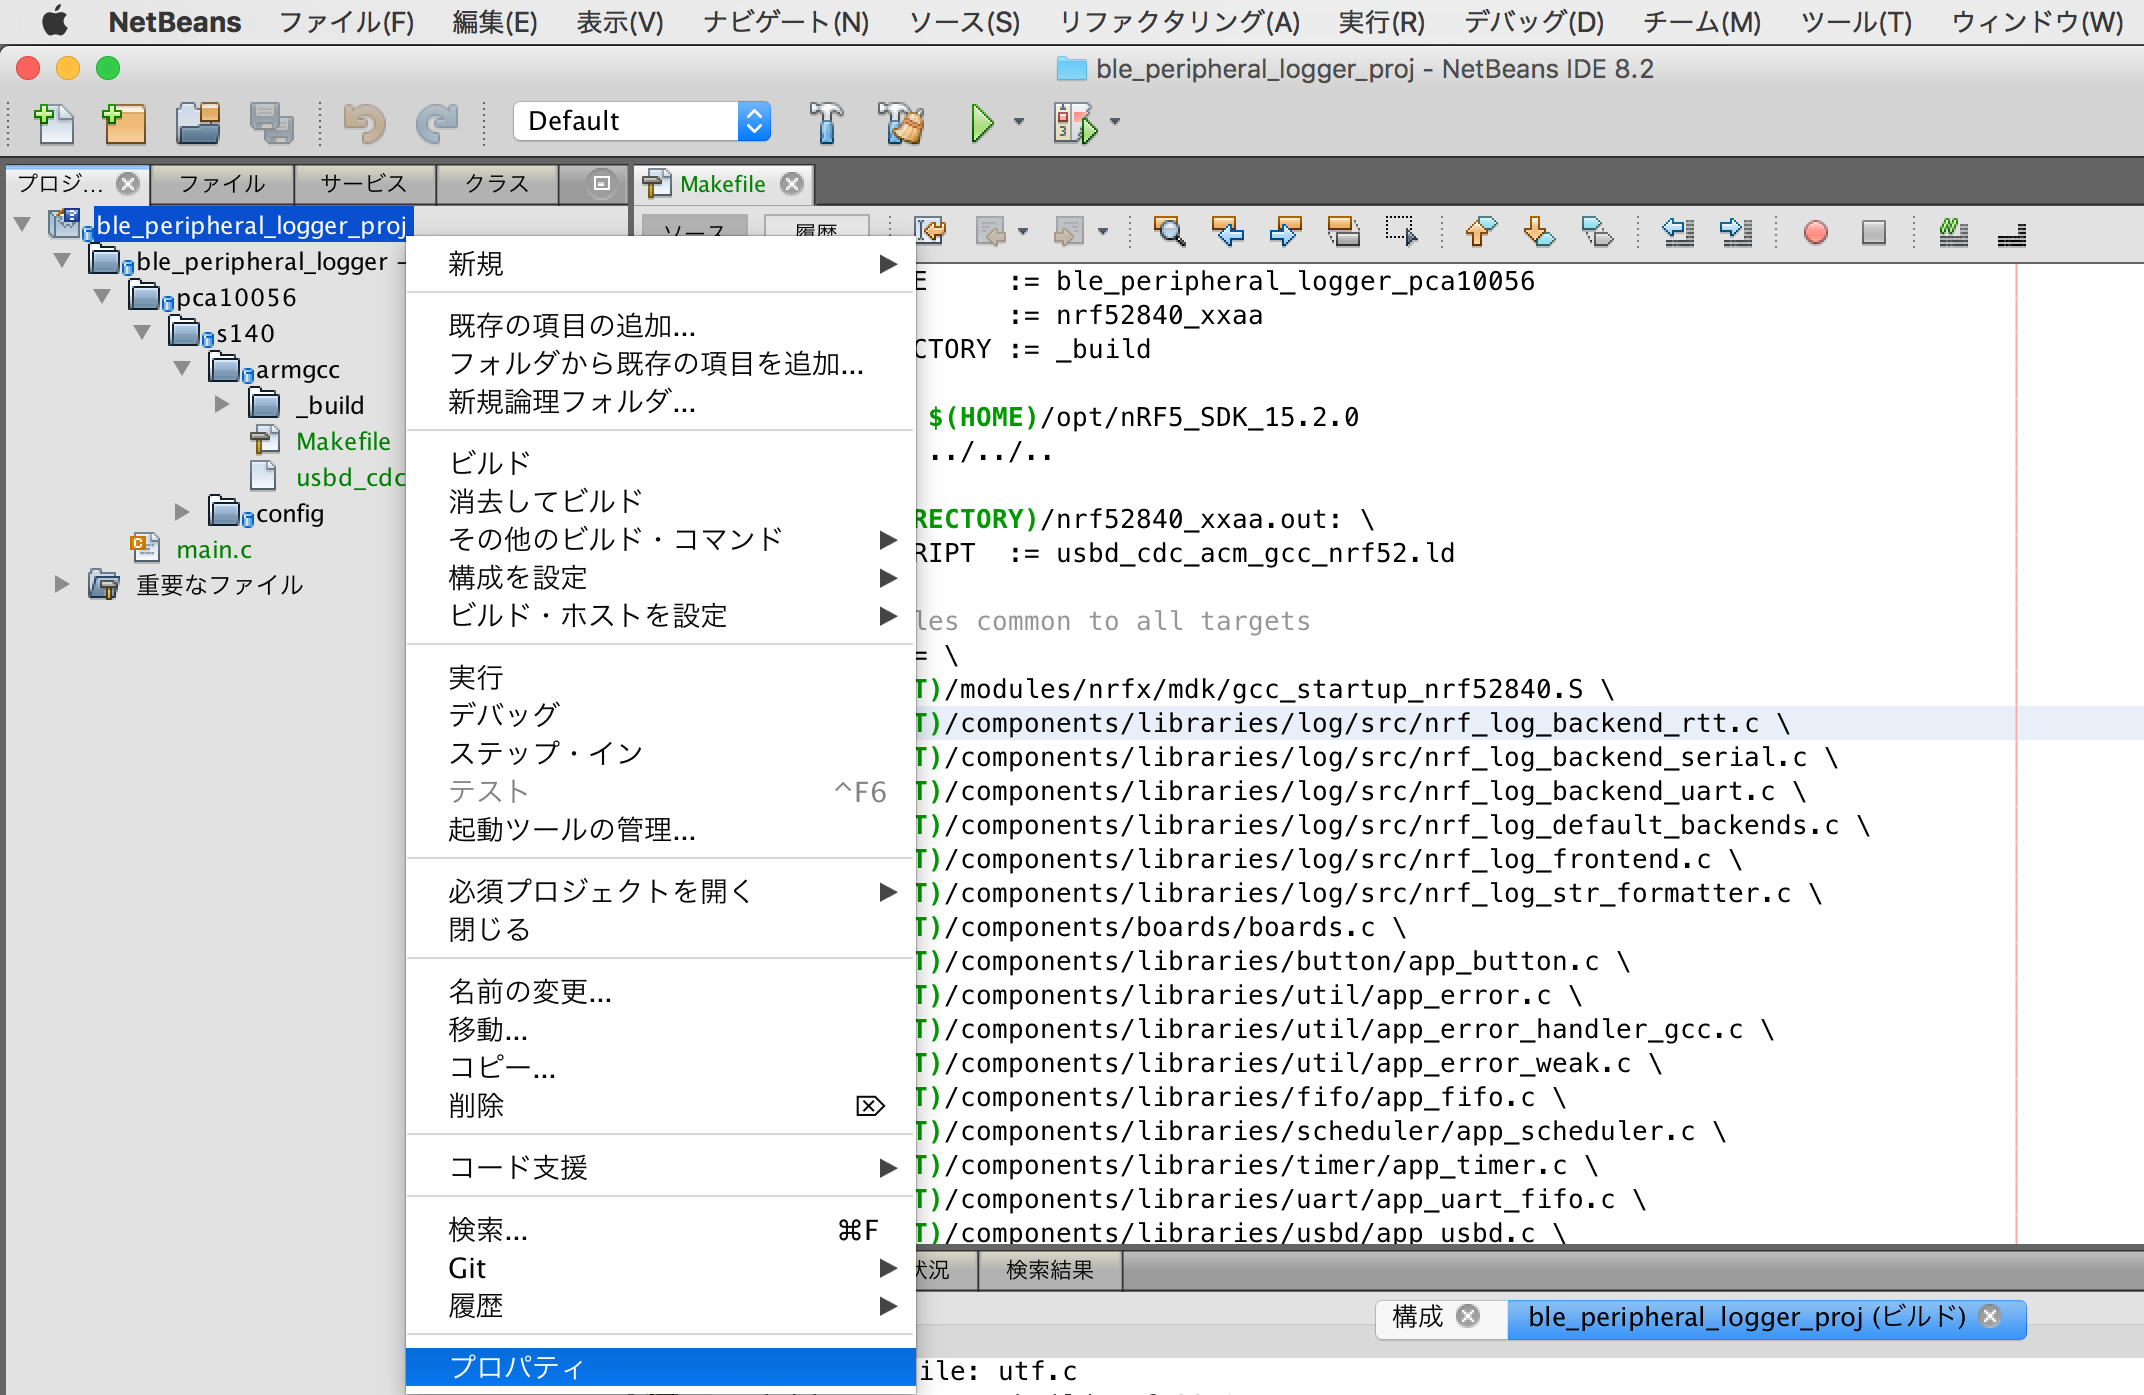 NetBeans ファイル(F) 編集(E) 表示(V) ナビゲート(N) ソース(S) リファクタリング(A) 実行(R) デバッグ(D) チーム(M) ツール(T) ウィンドウ(W)
ble_peripheral_logger_proj - NetBeans IDE 8.2
Default
プロジ... ファイル サービス クラス
Makefile
ble_peripheral_logger_proj
ble_peripheral_logger –
pca10056
s140
armgcc
_build
Makefile
usbd_cdc
config
main.c
重要なファイル
新規
既存の項目の追加...
フォルダから既存の項目を追加...
新規論理フォルダ...
ビルド
消去してビルド
その他のビルド・コマンド
構成を設定
ビルド・ホストを設定
実行
デバッグ
ステップ・イン
テスト ^F6
起動ツールの管理...
必須プロジェクトを開く
閉じる
名前の変更...
移動...
コピー...
削除
コード支援
検索... ⌘F
Git
履歴
プロパティ
ソース 履歴
E := ble_peripheral_logger_pca10056
:= nrf52840_xxaa
CTORY := _build
$(HOME)/opt/nRF5_SDK_15.2.0
../../..
RECTORY)/nrf52840_xxaa.out: \
RIPT := usbd_cdc_acm_gcc_nrf52.ld
les common to all targets
= \
T)/modules/nrfx/mdk/gcc_startup_nrf52840.S \
T)/components/libraries/log/src/nrf_log_backend_rtt.c \
T)/components/libraries/log/src/nrf_log_backend_serial.c \
T)/components/libraries/log/src/nrf_log_backend_uart.c \
T)/components/libraries/log/src/nrf_log_default_backends.c \
T)/components/libraries/log/src/nrf_log_frontend.c \
T)/components/libraries/log/src/nrf_log_str_formatter.c \
T)/components/boards/boards.c \
T)/components/libraries/button/app_button.c \
T)/components/libraries/util/app_error.c \
T)/components/libraries/util/app_error_handler_gcc.c \
T)/components/libraries/util/app_error_weak.c \
T)/components/libraries/fifo/app_fifo.c \
T)/components/libraries/scheduler/app_scheduler.c \
T)/components/libraries/timer/app_timer.c \
T)/components/libraries/uart/app_uart_fifo.c \
T)/components/libraries/usbd/app_usbd.c \
状況 検索結果
構成 ble_peripheral_logger_proj (ビルド)
ile: utf.c